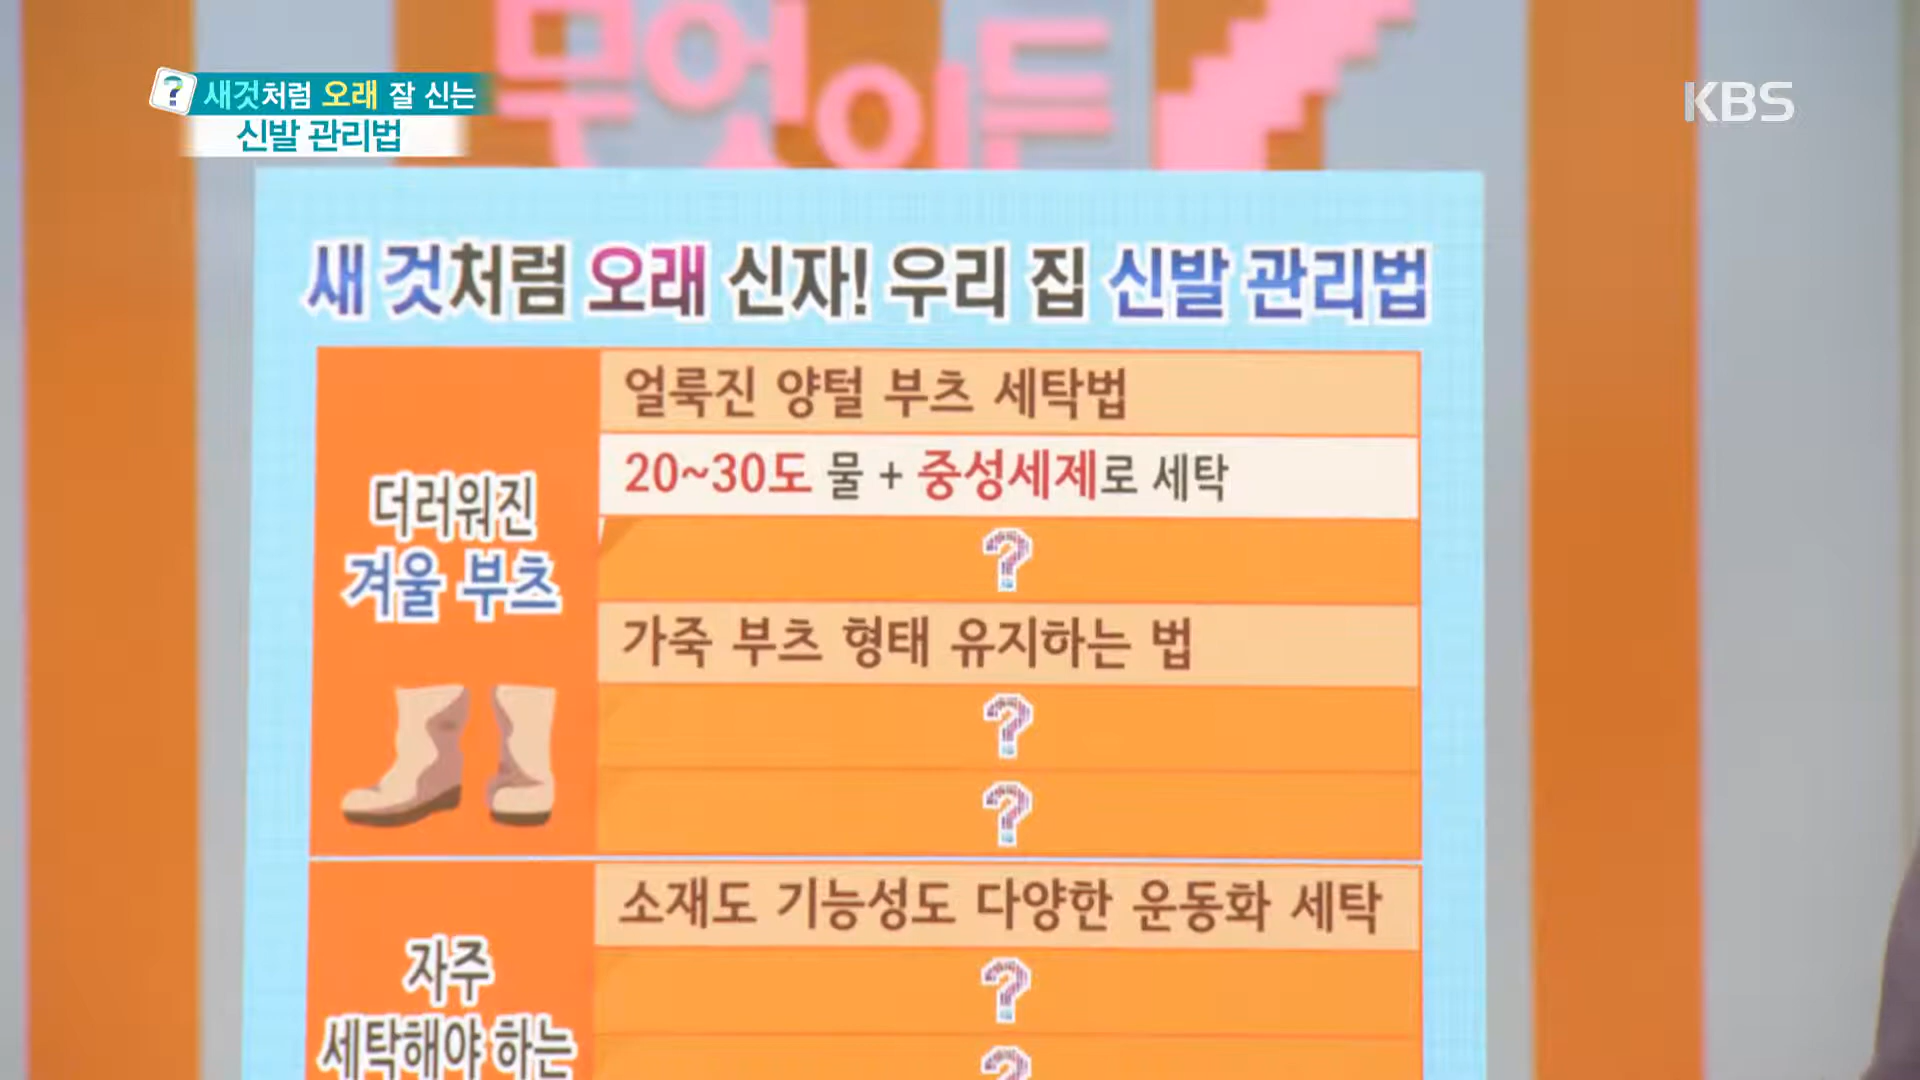 무엇이든
? 새것처럼 오래 잘 신는
신발 관리법
KBS
새 것처럼 오래 신자! 우리 집 신발 관리법
더러워진
겨울 부츠
얼룩진 양털 부츠 세탁법
20~30도 물 + 중성세제로 세탁
?
가죽 부츠 형태 유지하는 법
?
?
자주
세탁해야 하는
소재도 기능성도 다양한 운동화 세탁
?
?